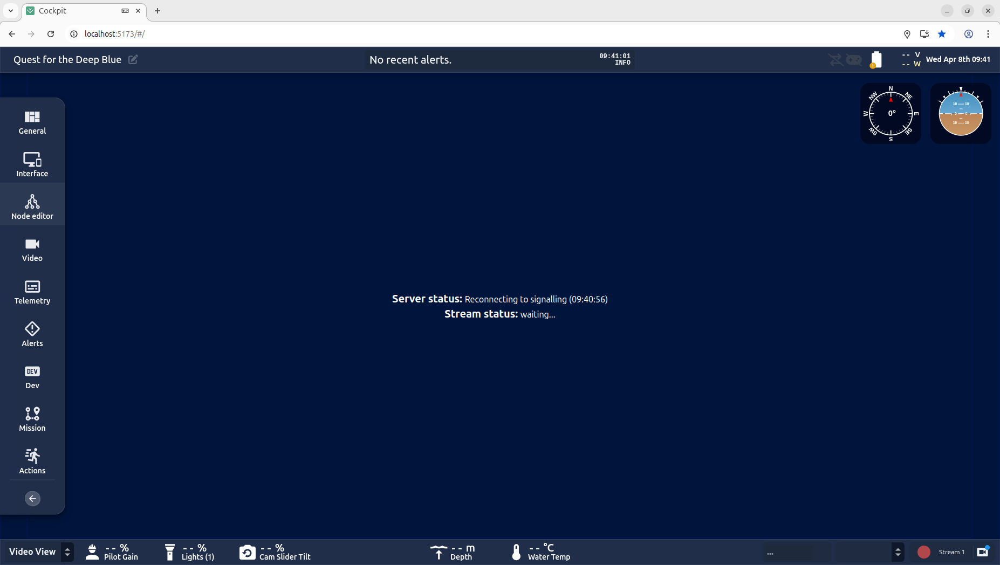 Cockpit
localhost:5173/#/
Quest for the Deep Blue
No recent alerts.
09:41:01
INFO
-- V
-- W
Wed Apr 8th 09:41
N
NE
E
SE
S
SW
W
NW
0°
10 10
0 0
10 10
General
Interface
Node editor
Video
Telemetry
Alerts
DEV
Dev
Mission
Actions
Server status: Reconnecting to signalling (09:40:56)
Stream status: waiting...
Video View
-- %
Pilot Gain
-- %
Lights (1)
-- %
Cam Slider Tilt
-- m
Depth
-- °C
Water Temp
...
Stream 1